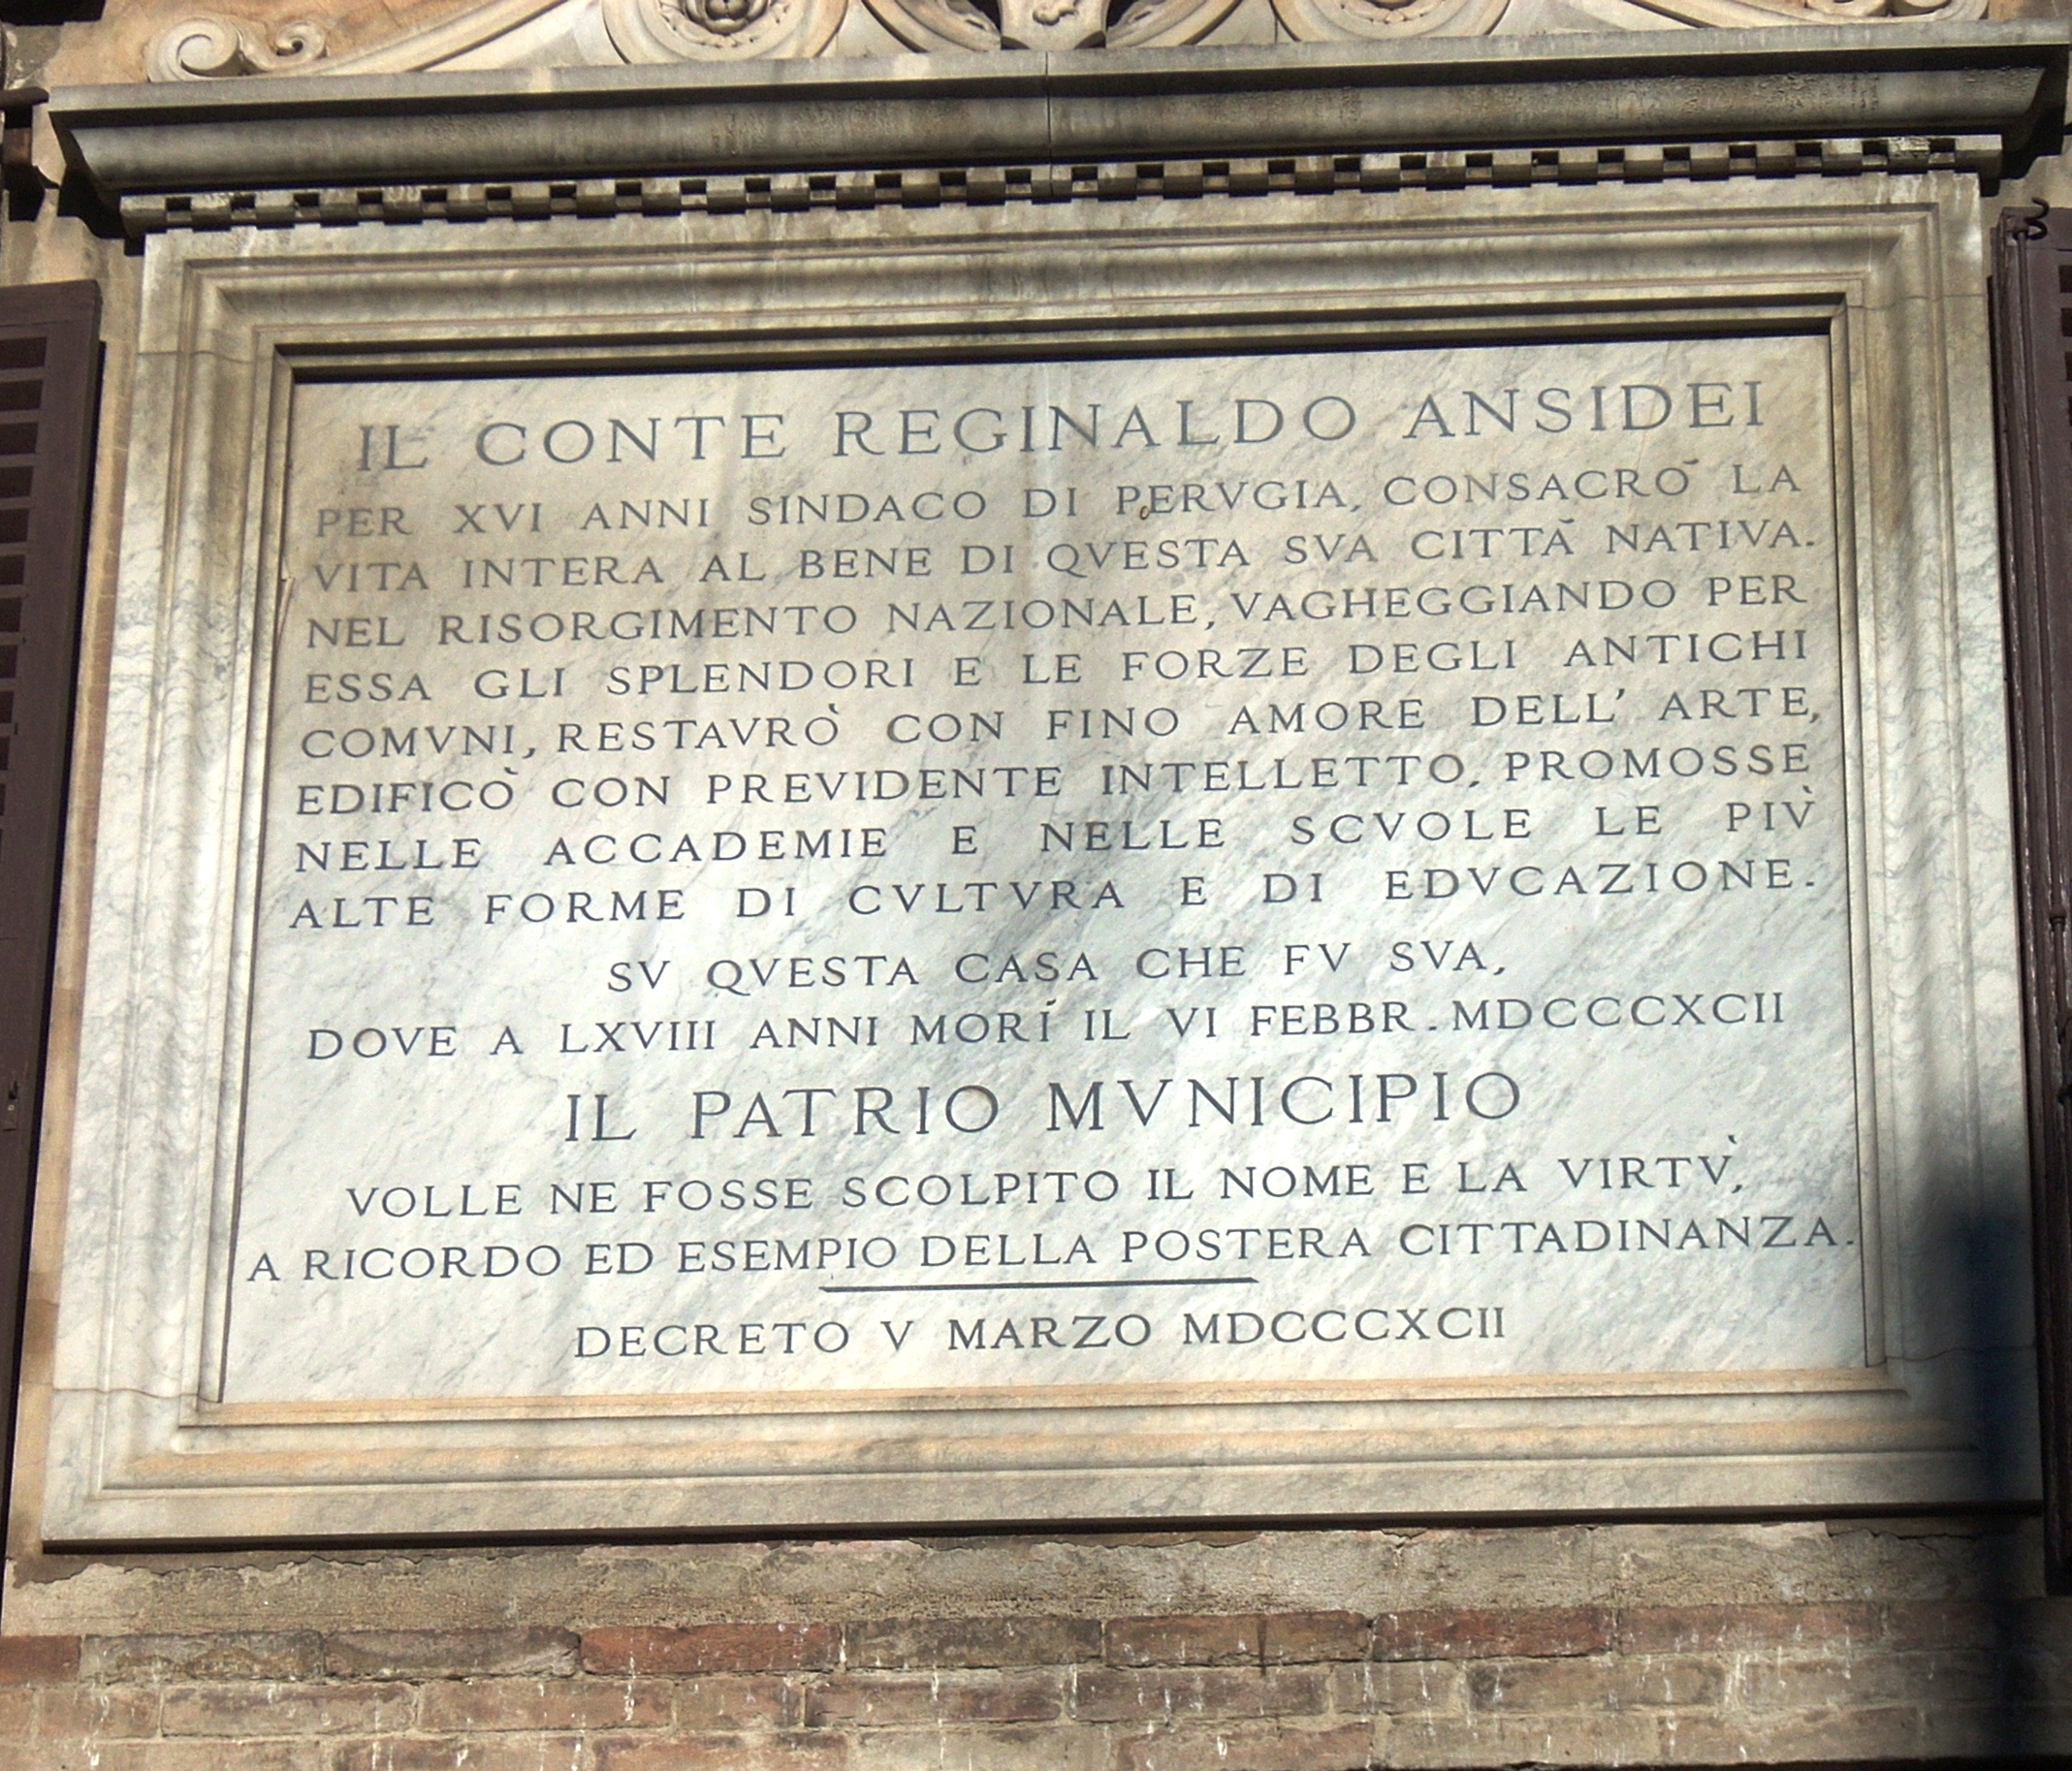 IL CONTE REGINALDO ANSIDEI
PER XVI ANNI SINDACO DI PERVGIA, CONSACRÒ LA
VITA INTERA AL BENE DI QVESTA SVA CITTÀ NATIVA.
NEL RISORGIMENTO NAZIONALE, VAGHEGGIANDO PER
ESSA GLI SPLENDORI E LE FORZE DEGLI ANTICHI
COMVNI, RESTAVRÒ CON FINO AMORE DELL' ARTE,
EDIFICÒ CON PREVIDENTE INTELLETTO, PROMOSSE
NELLE ACCADEMIE E NELLE SCVOLE LE PIV̀
ALTE FORME DI CVLTVRA E DI EDVCAZIONE.
SV QVESTA CASA CHE FV SVA,
DOVE A LXVIII ANNI MORÍ IL VI FEBBR. MDCCCXCII
IL PATRIO MVNICIPIO
VOLLE NE FOSSE SCOLPITO IL NOME E LA VIRTV̀,
A RICORDO ED ESEMPIO DELLA POSTERA CITTADINANZA.
DECRETO V MARZO MDCCCXCII